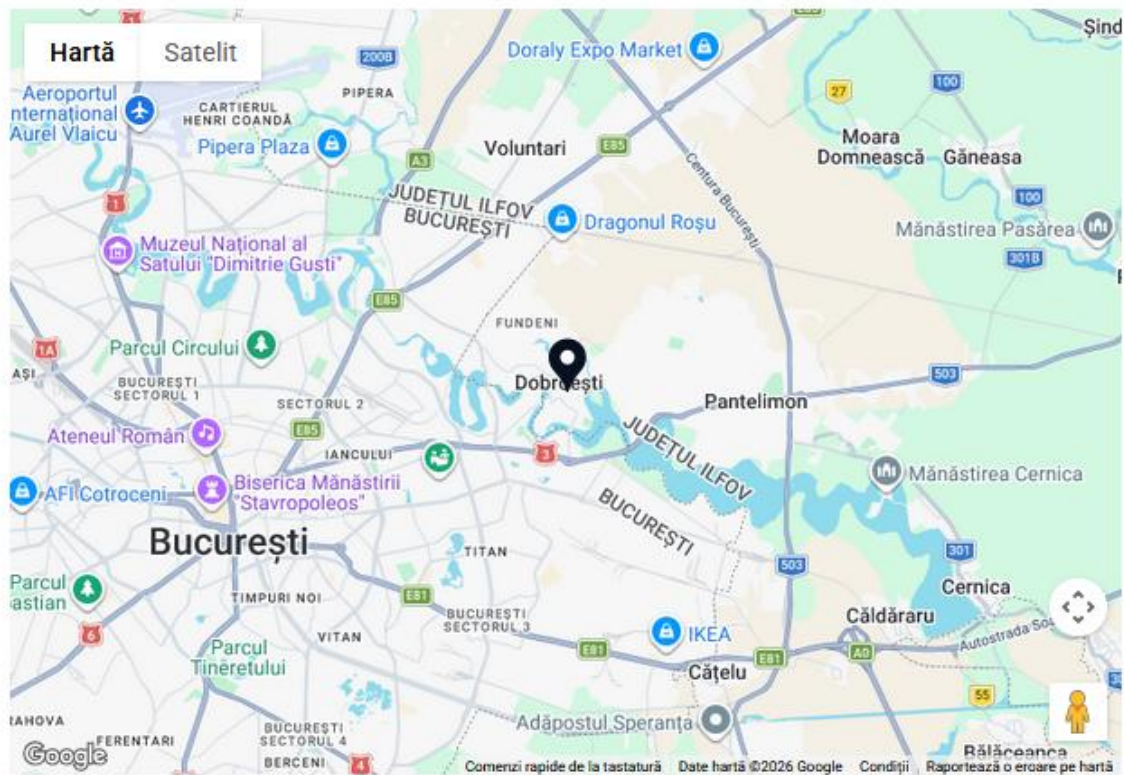 Hartă
Satelit
Doraly Expo Market
200B
100
27
PIPERA
Aeroportul
Internațional
Aurel Vlaicu
CARTIERUL
HENRI COANDĂ
Pipera Plaza
A3
Voluntari
E85
Moara
Domnească
Găneasa
Centura București
JUDEȚUL ILFOV
BUCUREȘTI
1
Dragonul Roșu
100
Mănăstirea Pasărea
301B
Muzeul Național al
Satului "Dimitrie Gusti"
E85
FUNDENI
1A
Parcul Circului
Dobroești
503
BUCUREȘTI
SECTORUL 1
SECTORUL 2
Pantelimon
E85
Ateneul Român
IANCULUI
3
JUDEȚUL ILFOV
BUCUREȘTI
Mănăstirea Cernica
AFI Cotroceni
Biserica Mănăstirii
"Stavropoleos"
București
TITAN
301
503
Cernica
Parcul
TIMPURI NOI
E81
BUCUREȘTI
SECTORUL 3
Căldăraru
6
VITAN
IKEA
Parcul
Tineretului
E81
Cățelu
E81
A0
Autostrada
55
Adăpostul Speranța
FERENTARI
BUCUREȘTI
SECTORUL 4
BERCENI
4
Bălăceanca
Google
Comenzi rapide de la tastatură
Date hartă ©2026 Google
Condiții
Raportează o eroare pe hartă